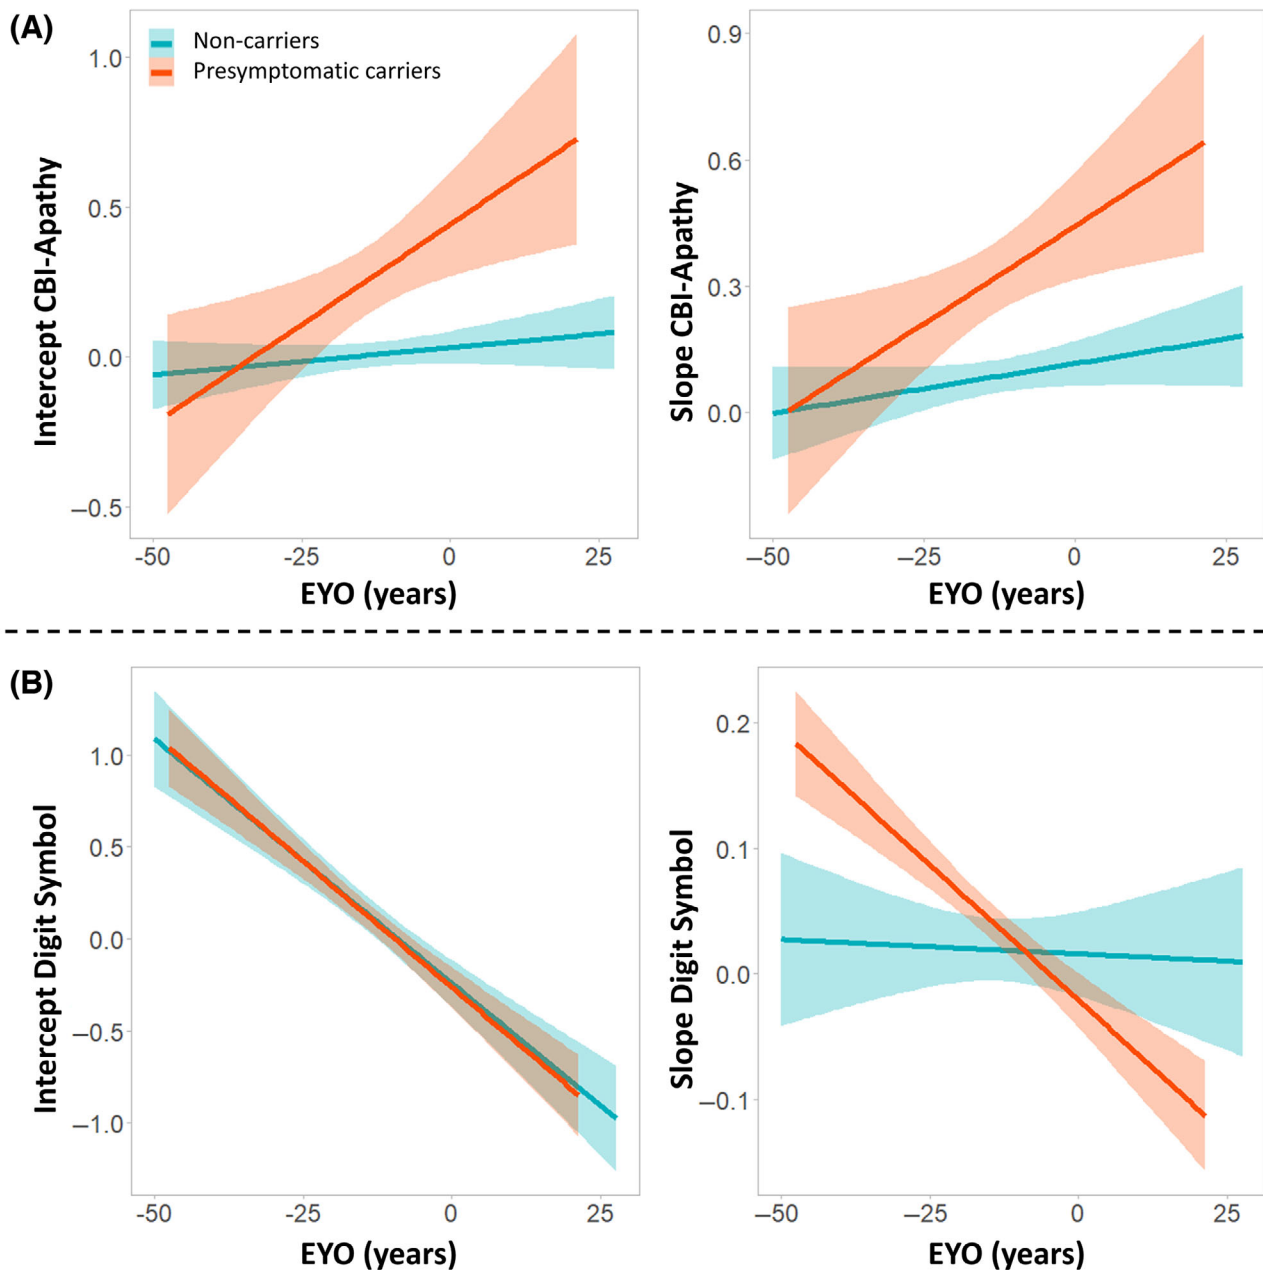 (A)
Non-carriers
Presymptomatic carriers
Intercept CBI-Apathy
1.0
0.5
0.0
−0.5
-50 -25 0 25
EYO (years)
Slope CBI-Apathy
0.9
0.6
0.3
0.0
−50 −25 0 25
EYO (years)
(B)
Intercept Digit Symbol
1.0
0.5
0.0
−0.5
−1.0
-50 -25 0 25
EYO (years)
Slope Digit Symbol
0.2
0.1
0.0
−0.1
−50 −25 0 25
EYO (years)